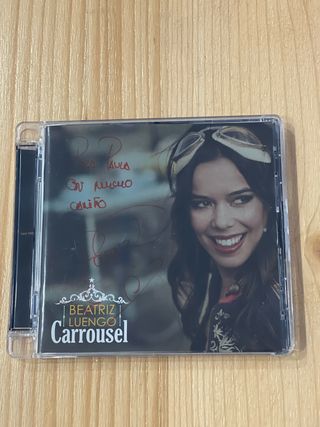 Para Paula
con mucho
cariño
BEATRIZ
LUENGO
Carrousel